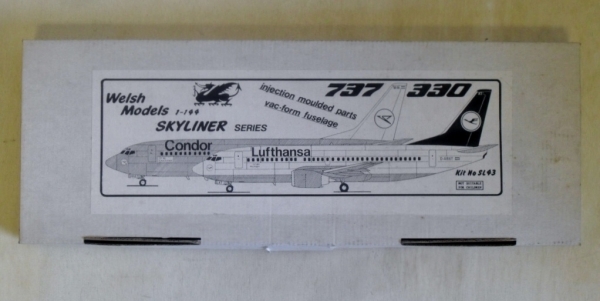 Welsh
Models 1-144
SKYLINER SERIES
injection moulded parts
vac-form fuselage
737 330
Condor
Lufthansa
Kit No SL43